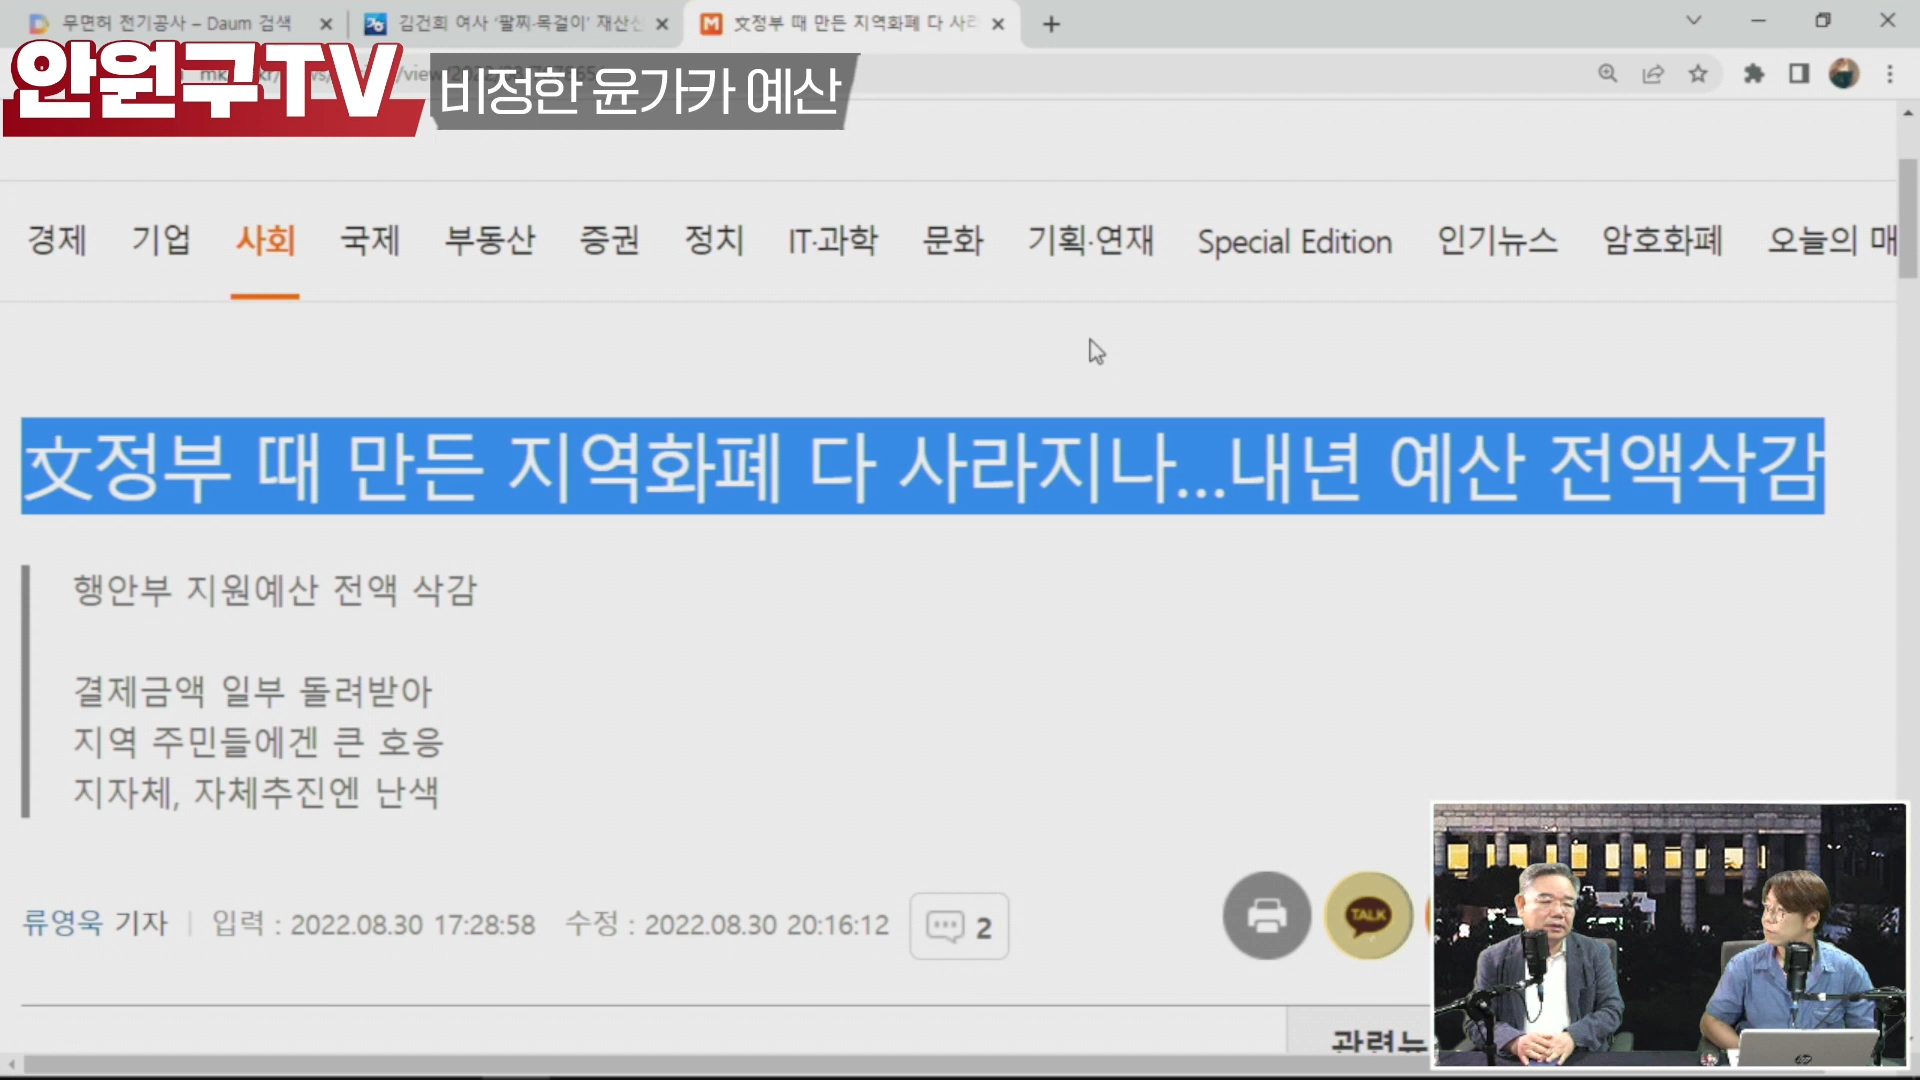 무면허 전기공사 – Daum 검색
김건희 여사 '팔찌·목걸이' 재산신
文정부 때 만든 지역화폐 다 사라
안원구TV
비정한 윤가카 예산
경제 기업 사회 국제 부동산 증권 정치 IT·과학 문화 기획·연재 Special Edition 인기뉴스 암호화폐 오늘의 매
文정부 때 만든 지역화폐 다 사라지나...내년 예산 전액삭감
행안부 지원예산 전액 삭감
결제금액 일부 돌려받아
지역 주민들에겐 큰 호응
지자체, 자체추진엔 난색
류영욱 기자 | 입력 : 2022.08.30 17:28:58 수정 : 2022.08.30 20:16:12 2
TALK
관련뉴
hp